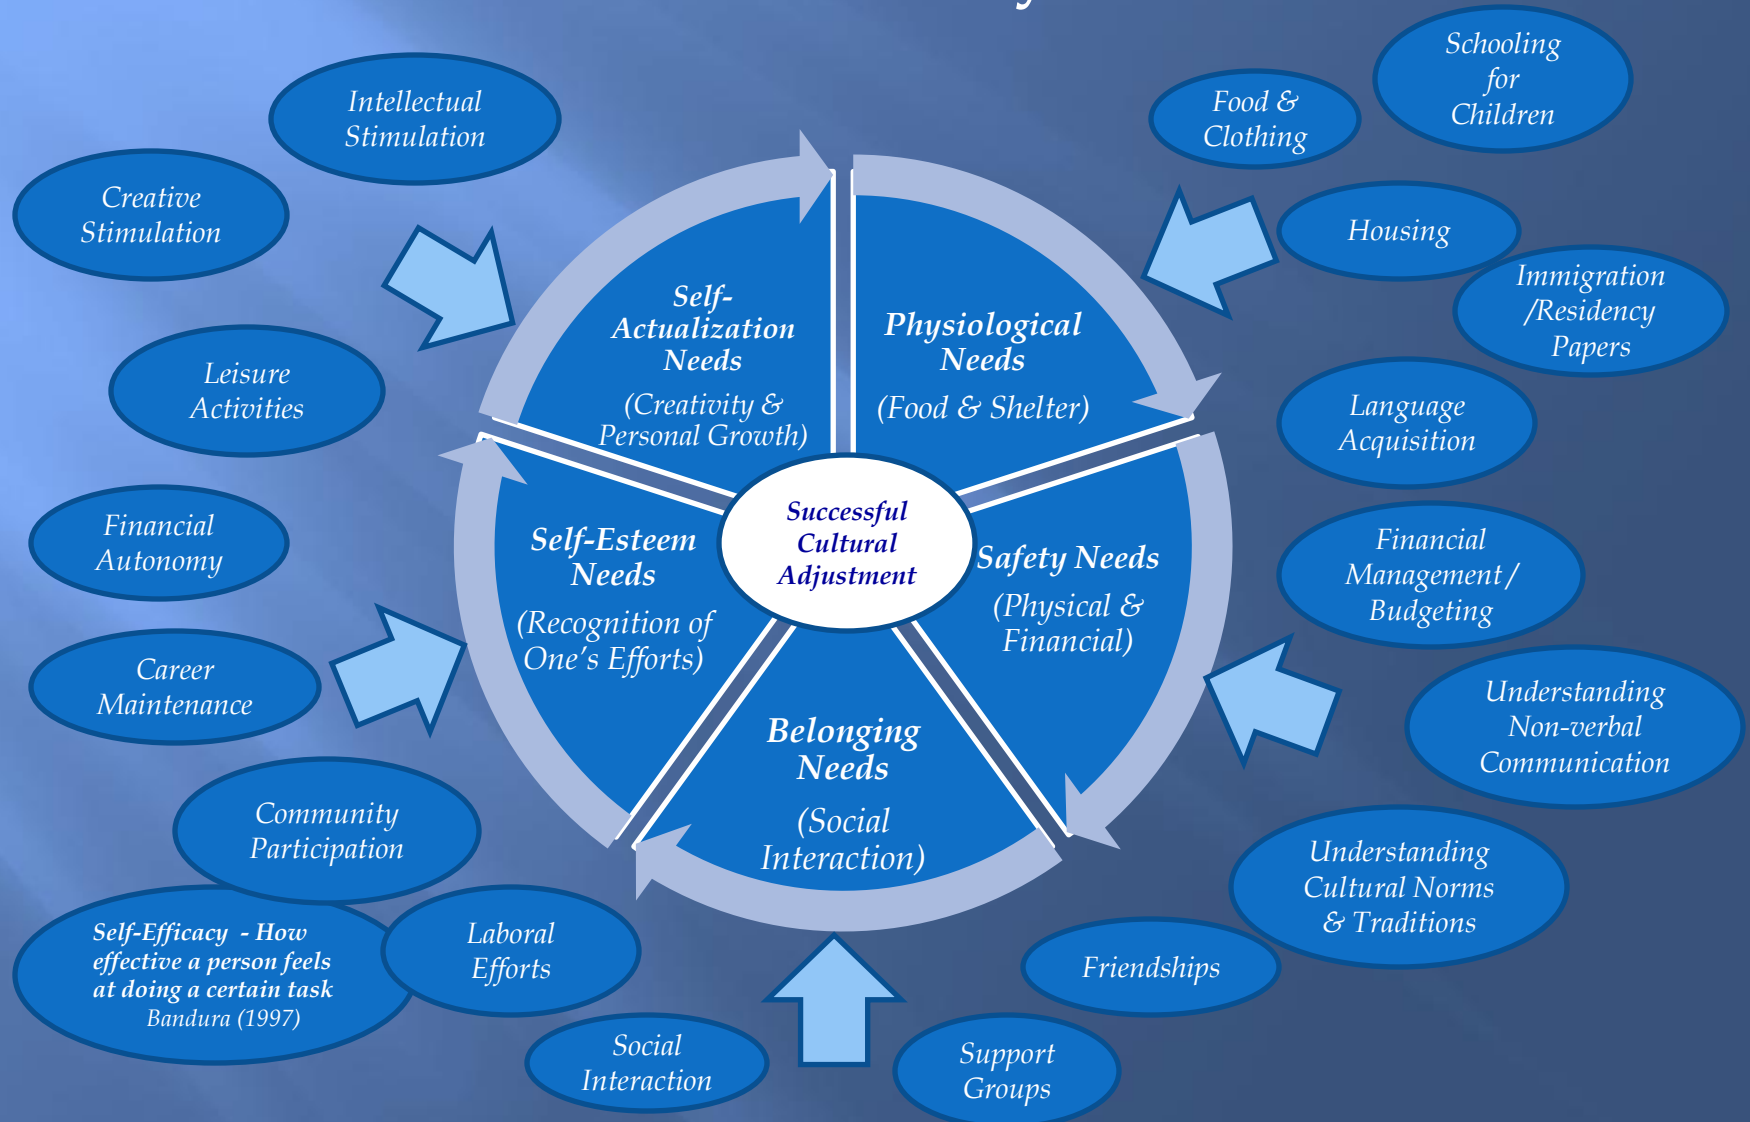 Intellectual
Stimulation
Creative
Stimulation
Leisure
Activities
Financial
Autonomy
Career
Maintenance
Community
Participation
Self-Efficacy - How
effective a person feels
at doing a certain task
Bandura (1997)
Laboral
Efforts
Social
Interaction
Support
Groups
Friendships
Understanding
Cultural Norms
& Traditions
Understanding
Non-verbal
Communication
Financial
Management /
Budgeting
Language
Acquisition
Immigration
/Residency
Papers
Housing
Food &
Clothing
Schooling
for
Children
Self-
Actualization
Needs
(Creativity &
Personal Growth)
Physiological
Needs
(Food & Shelter)
Safety Needs
(Physical &
Financial)
Belonging
Needs
(Social
Interaction)
Self-Esteem
Needs
(Recognition of
One's Efforts)
Successful
Cultural
Adjustment